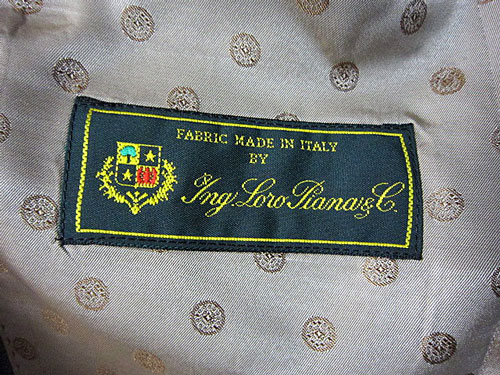 FABRIC MADE IN ITALY
BY
Ing. Loro Piana & C.